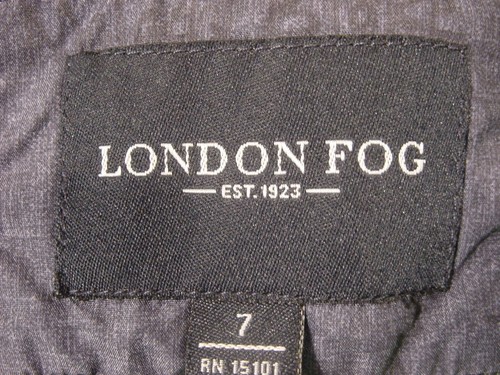 LONDON FOG
EST. 1923
7
RN 15101